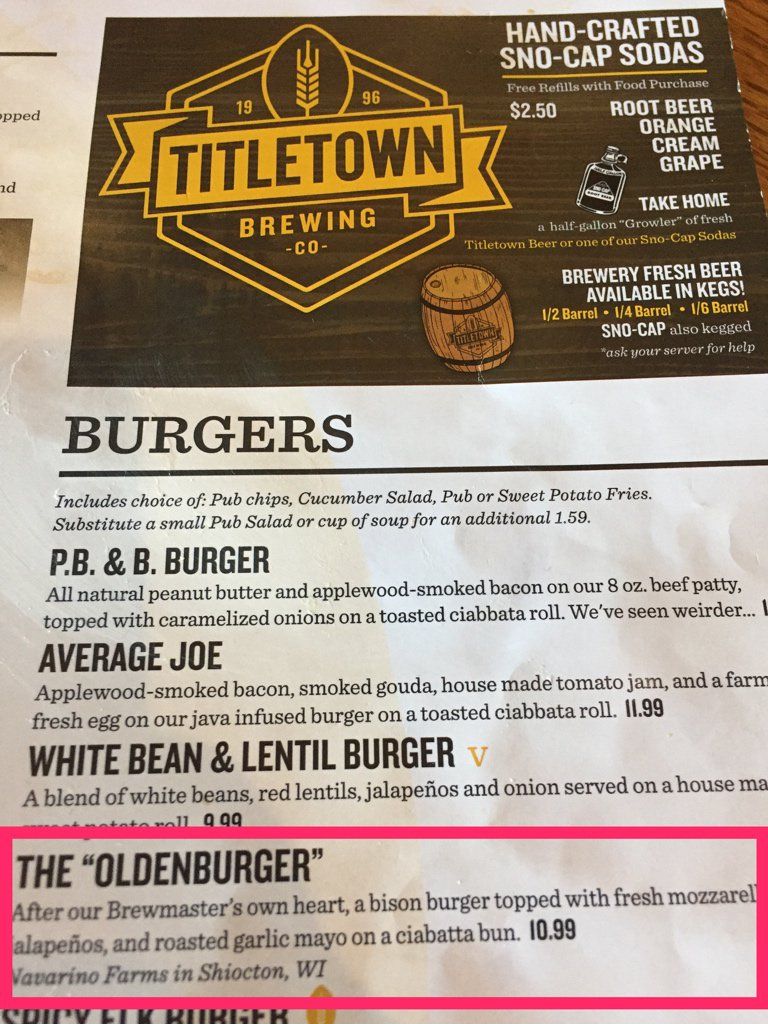 opped
nd
19 96
TITLETOWN
BREWING
-CO-
HAND-CRAFTED
SNO-CAP SODAS
Free Refills with Food Purchase
$2.50
ROOT BEER
ORANGE
CREAM
GRAPE
TAKE HOME
a half-gallon "Growler" of fresh
Titletown Beer or one of our Sno-Cap Sodas
BREWERY FRESH BEER
AVAILABLE IN KEGS!
1/2 Barrel • 1/4 Barrel • 1/6 Barrel
SNO-CAP also kegged
*ask your server for help
TITLETOWN
BURGERS
Includes choice of: Pub chips, Cucumber Salad, Pub or Sweet Potato Fries.
Substitute a small Pub Salad or cup of soup for an additional 1.59.
P.B. & B. BURGER
All natural peanut butter and applewood-smoked bacon on our 8 oz. beef patty,
topped with caramelized onions on a toasted ciabbata roll. We've seen weirder...
AVERAGE JOE
Applewood-smoked bacon, smoked gouda, house made tomato jam, and a farm
fresh egg on our java infused burger on a toasted ciabbata roll. 11.99
WHITE BEAN & LENTIL BURGER V
A blend of white beans, red lentils, jalapeños and onion served on a house ma
sweet potato roll. 9.99
THE "OLDENBURGER"
After our Brewmaster's own heart, a bison burger topped with fresh mozzarell
alapeños, and roasted garlic mayo on a ciabatta bun. 10.99
Navarino Farms in Shiocton, WI
SPICY ELK BURGER